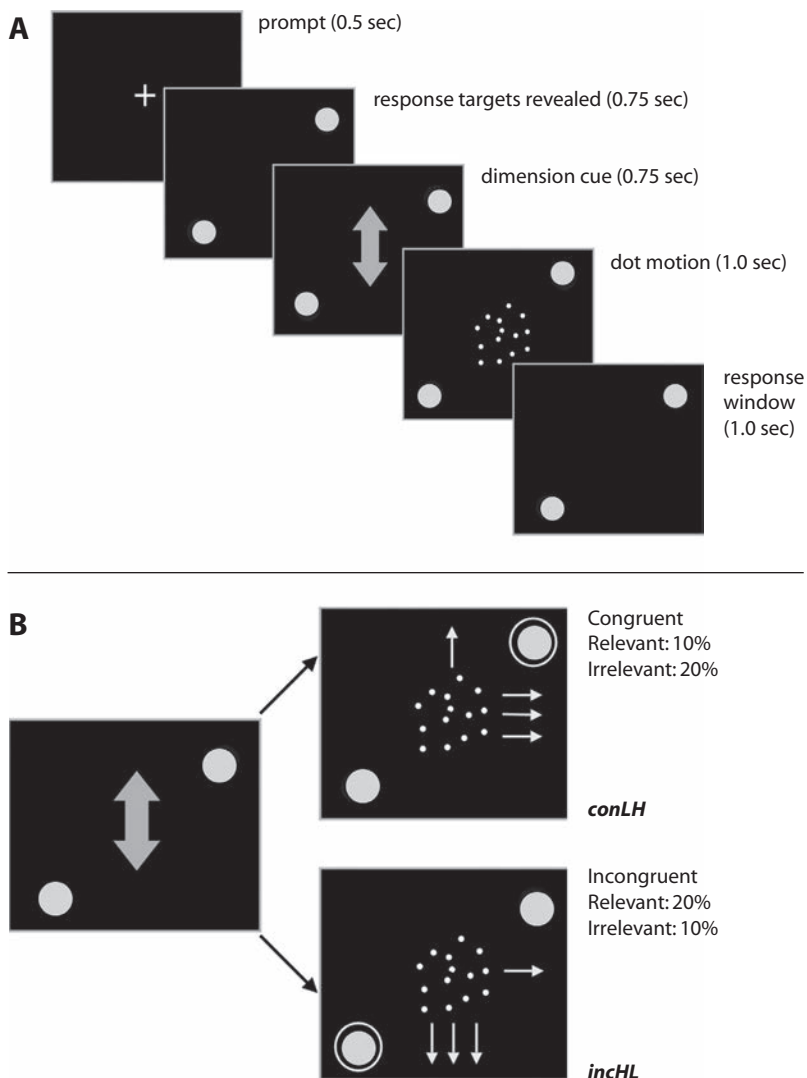 A
prompt (0.5 sec)
response targets revealed (0.75 sec)
dimension cue (0.75 sec)
dot motion (1.0 sec)
response
window
(1.0 sec)
B
Congruent
Relevant: 10%
Irrelevant: 20%
conLH
Incongruent
Relevant: 20%
Irrelevant: 10%
incHL